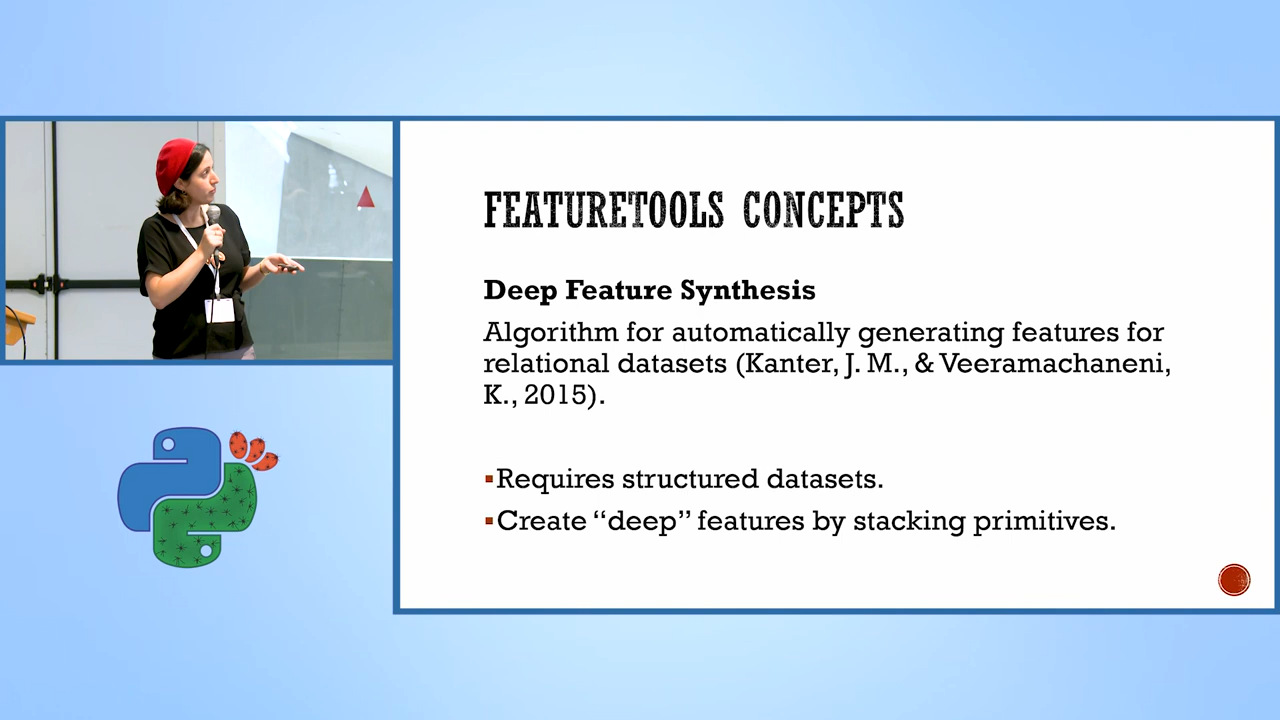 FEATURETOOLS CONCEPTS
Deep Feature Synthesis
Algorithm for automatically generating features for
relational datasets (Kanter, J. M., & Veeramachaneni,
K., 2015).
▪Requires structured datasets.
▪Create “deep” features by stacking primitives.